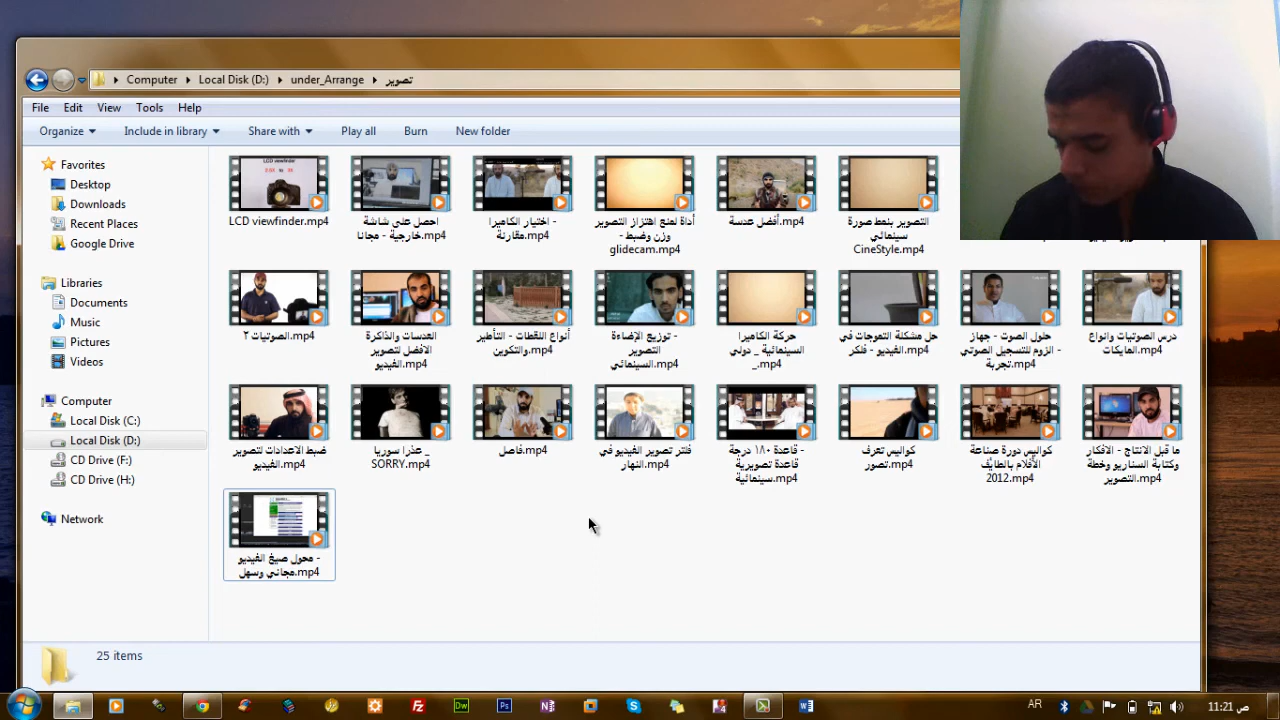 Computer ▸ Local Disk (D:) ▸ under_Arrange ▸ تصوير
File Edit View Tools Help
Organize Include in library Share with Play all Burn New folder
Favorites
Desktop
Downloads
Recent Places
Google Drive
Libraries
Documents
Music
Pictures
Videos
Computer
Local Disk (C:)
Local Disk (D:)
CD Drive (F:)
CD Drive (H:)
Network
LCD viewfinder.mp4
احصل على شاشة
خارجية - مجانا.mp4
اختيار الكاميرا -
مقارنة.mp4
أداة لمنع اهتزاز التصوير
- وزن وضبط
glidecam.mp4
أفضل عدسة.mp4
التصوير بنمط صورة
سينمائي
CineStyle.mp4
الصوتيات ٢.mp4
العدسات والذاكرة
الافضل لتصوير
الفيديو.mp4
أنواع اللقطات - التأطير
والتكوين.mp4
توزيع الإضاءة -
التصوير
السينمائي.mp4
حركة الكاميرا
السينمائية _ دولي
_.mp4
حل مشكلة التموجات في
الفيديو - فلكر.mp4
حلول الصوت - جهاز
الزوم للتسجيل الصوتي -
تجربة.mp4
درس الصوتيات وانواع
المايكات.mp4
ضبط الاعدادات لتصوير
الفيديو.mp4
عذرا سوريا _
SORRY.mp4
فاصل.mp4
فلتر تصوير الفيديو في
النهار.mp4
قاعدة ١٨٠ درجة -
قاعدة تصويرية
سينمائية.mp4
كواليس تعرف
تصور.mp4
كواليس دورة صناعة
الأفلام بالطائف
2012.mp4
ما قبل الانتاج - الافكار
وكتابة السناريو وخطة
التصوير.mp4
محول صيغ الفيديو -
مجاني وسهل.mp4
25 items
AR
11:21 ص